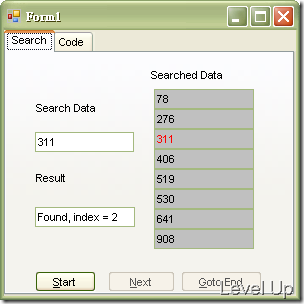 Form1
Search Code
Searched Data
78
Search Data
276
311
311
406
Result
519
530
Found, index = 2
641
908
Start Next Goto End
Level Up